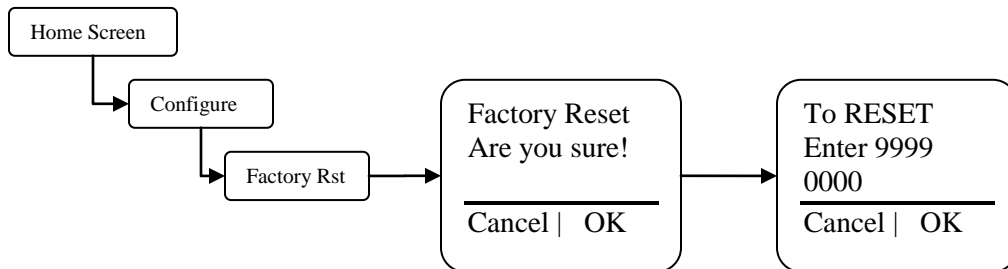 Home Screen
Configure
Factory Rst
Factory Reset
Are you sure!
Cancel | OK
To RESET
Enter 9999
0000
Cancel | OK